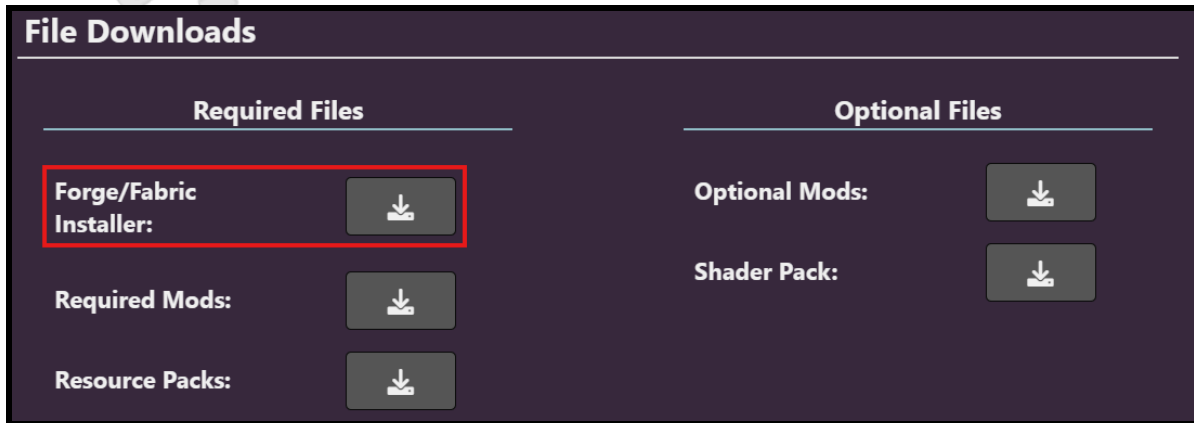 File Downloads
Required Files
Forge/Fabric
Installer:
Required Mods:
Resource Packs:
Optional Files
Optional Mods:
Shader Pack: